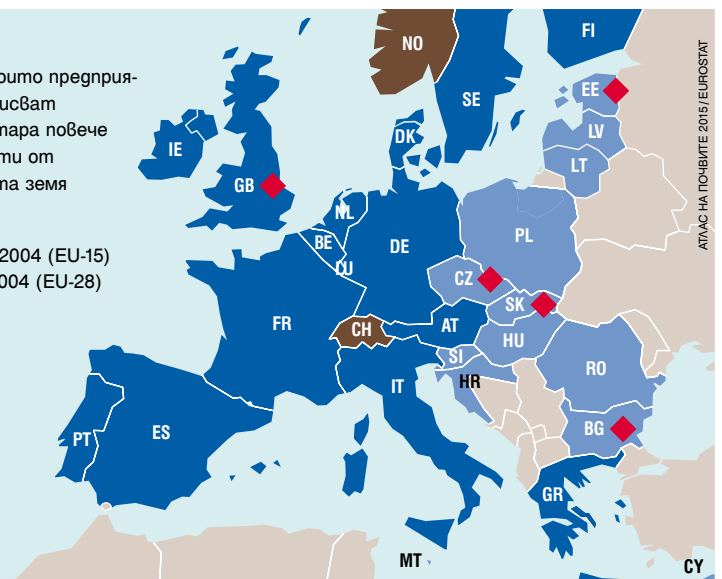 рито предприя-
исват
тара повече
ти от
та земя
2004 (EU-15)
004 (EU-28)
NO
FI
SE
EE
LV
LT
DK
IE
GB
NL
BE
LU
DE
PL
CZ
SK
FR
CH
AT
HU
SI
HR
RO
IT
BG
PT
ES
GR
MT
CY
АТЛАС НА ПОЧВИТЕ 2015 / EUROSTAT